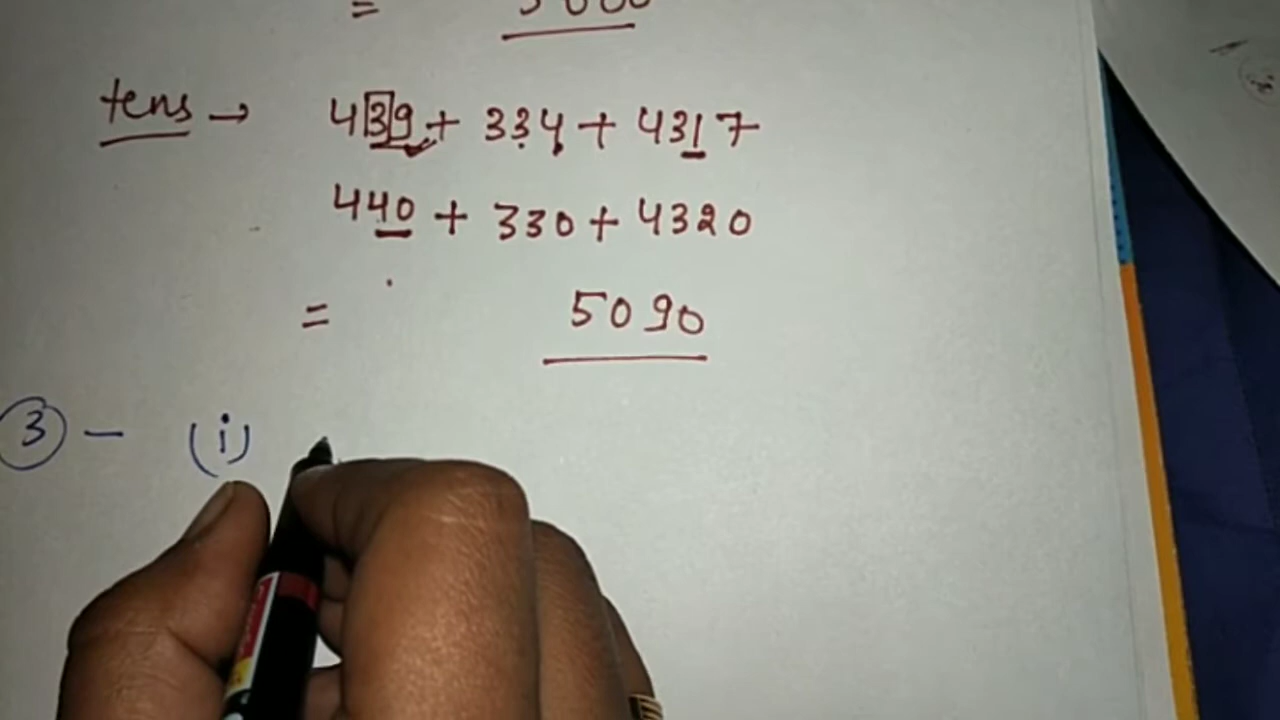 =
tens → 439 + 334 + 4317
440 + 330 + 4320
= 5090
3 - (i)